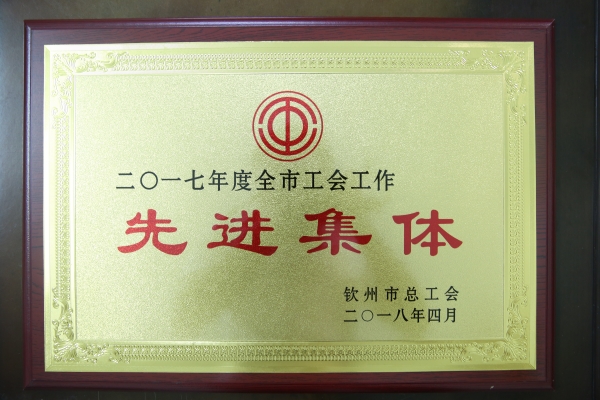 二〇一七年度全市工会工作
先进集体
钦州市总工会
二〇一八年四月